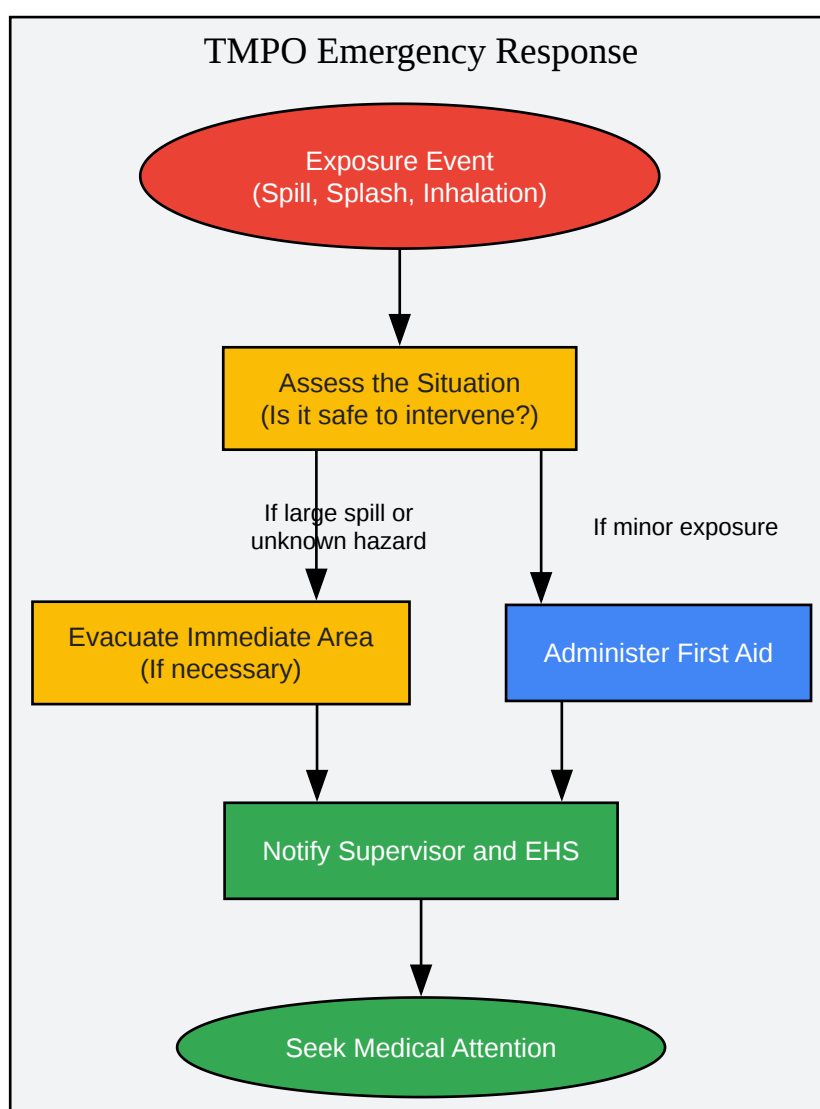 TMPO Emergency Response
Exposure Event
(Spill, Splash, Inhalation)
Assess the Situation
(Is it safe to intervene?)
If large spill or
unknown hazard
If minor exposure
Evacuate Immediate Area
(If necessary)
Administer First Aid
Notify Supervisor and EHS
Seek Medical Attention